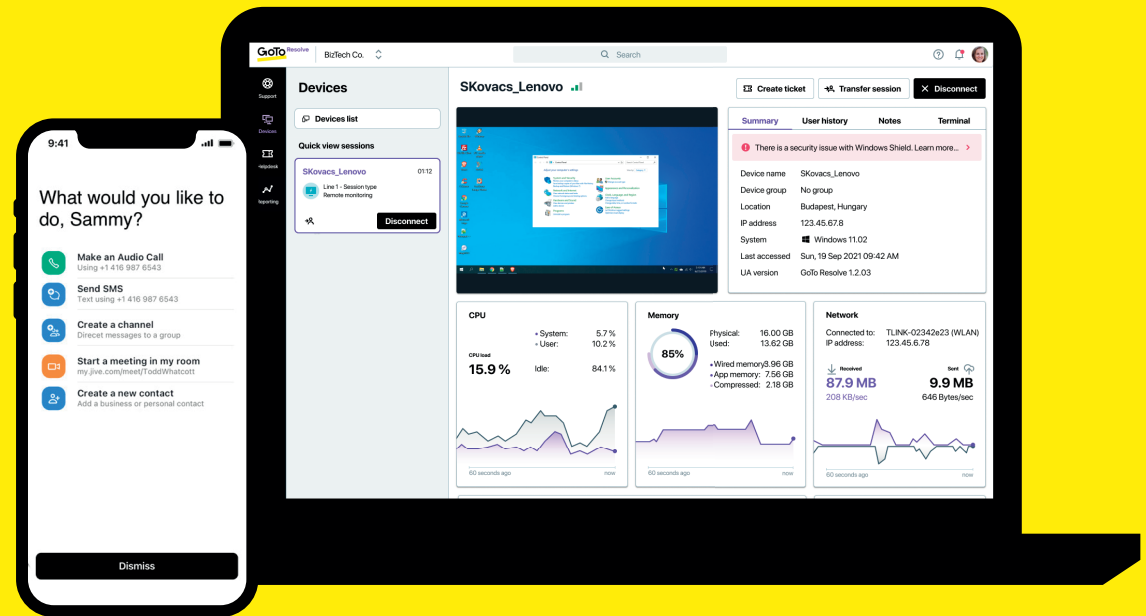 9:41
What would you like to
do, Sammy?
Make an Audio Call
Using +1 416 987 6543
Send SMS
Text using +1 416 987 6543
Create a channel
Direcet messages to a group
Start a meeting in my room
my.jive.com/meet/ToddWhatcott
Create a new contact
Add a business or personal contact
Dismiss
GoTo Resolve
BizTech Co.
Search
Support
Devices
Helpdesk
Reporting
Devices
Devices list
Quick view sessions
SKovacs_Lenovo 01:12
Line 1 - Session type
Remote monitoring
Disconnect
SKovacs_Lenovo
Create ticket
Transfer session
Disconnect
Summary User history Notes Terminal
There is a security issue with Windows Shield. Learn more...
Device name SKovacs_Lenovo
Device group No group
Location Budapest, Hungary
IP address 123.45.67.8
System Windows 11.02
Last accessed Sun, 19 Sep 2021 09:42 AM
UA version GoTo Resolve 1.2.03
CPU
System: 5.7 %
User: 10.2 %
CPU load
15.9 %
Idle: 84.1 %
60 seconds ago now
Memory
85%
Physical: 16.00 GB
Used: 13.62 GB
Wired memory: 3.96 GB
App memory: 7.56 GB
Compressed: 2.18 GB
60 seconds ago now
Network
Connected to: TLINK-02342e23 (WLAN)
IP address: 123.45.6.78
Received Sent
87.9 MB 9.9 MB
208 KB/sec 646 Bytes/sec
60 seconds ago now